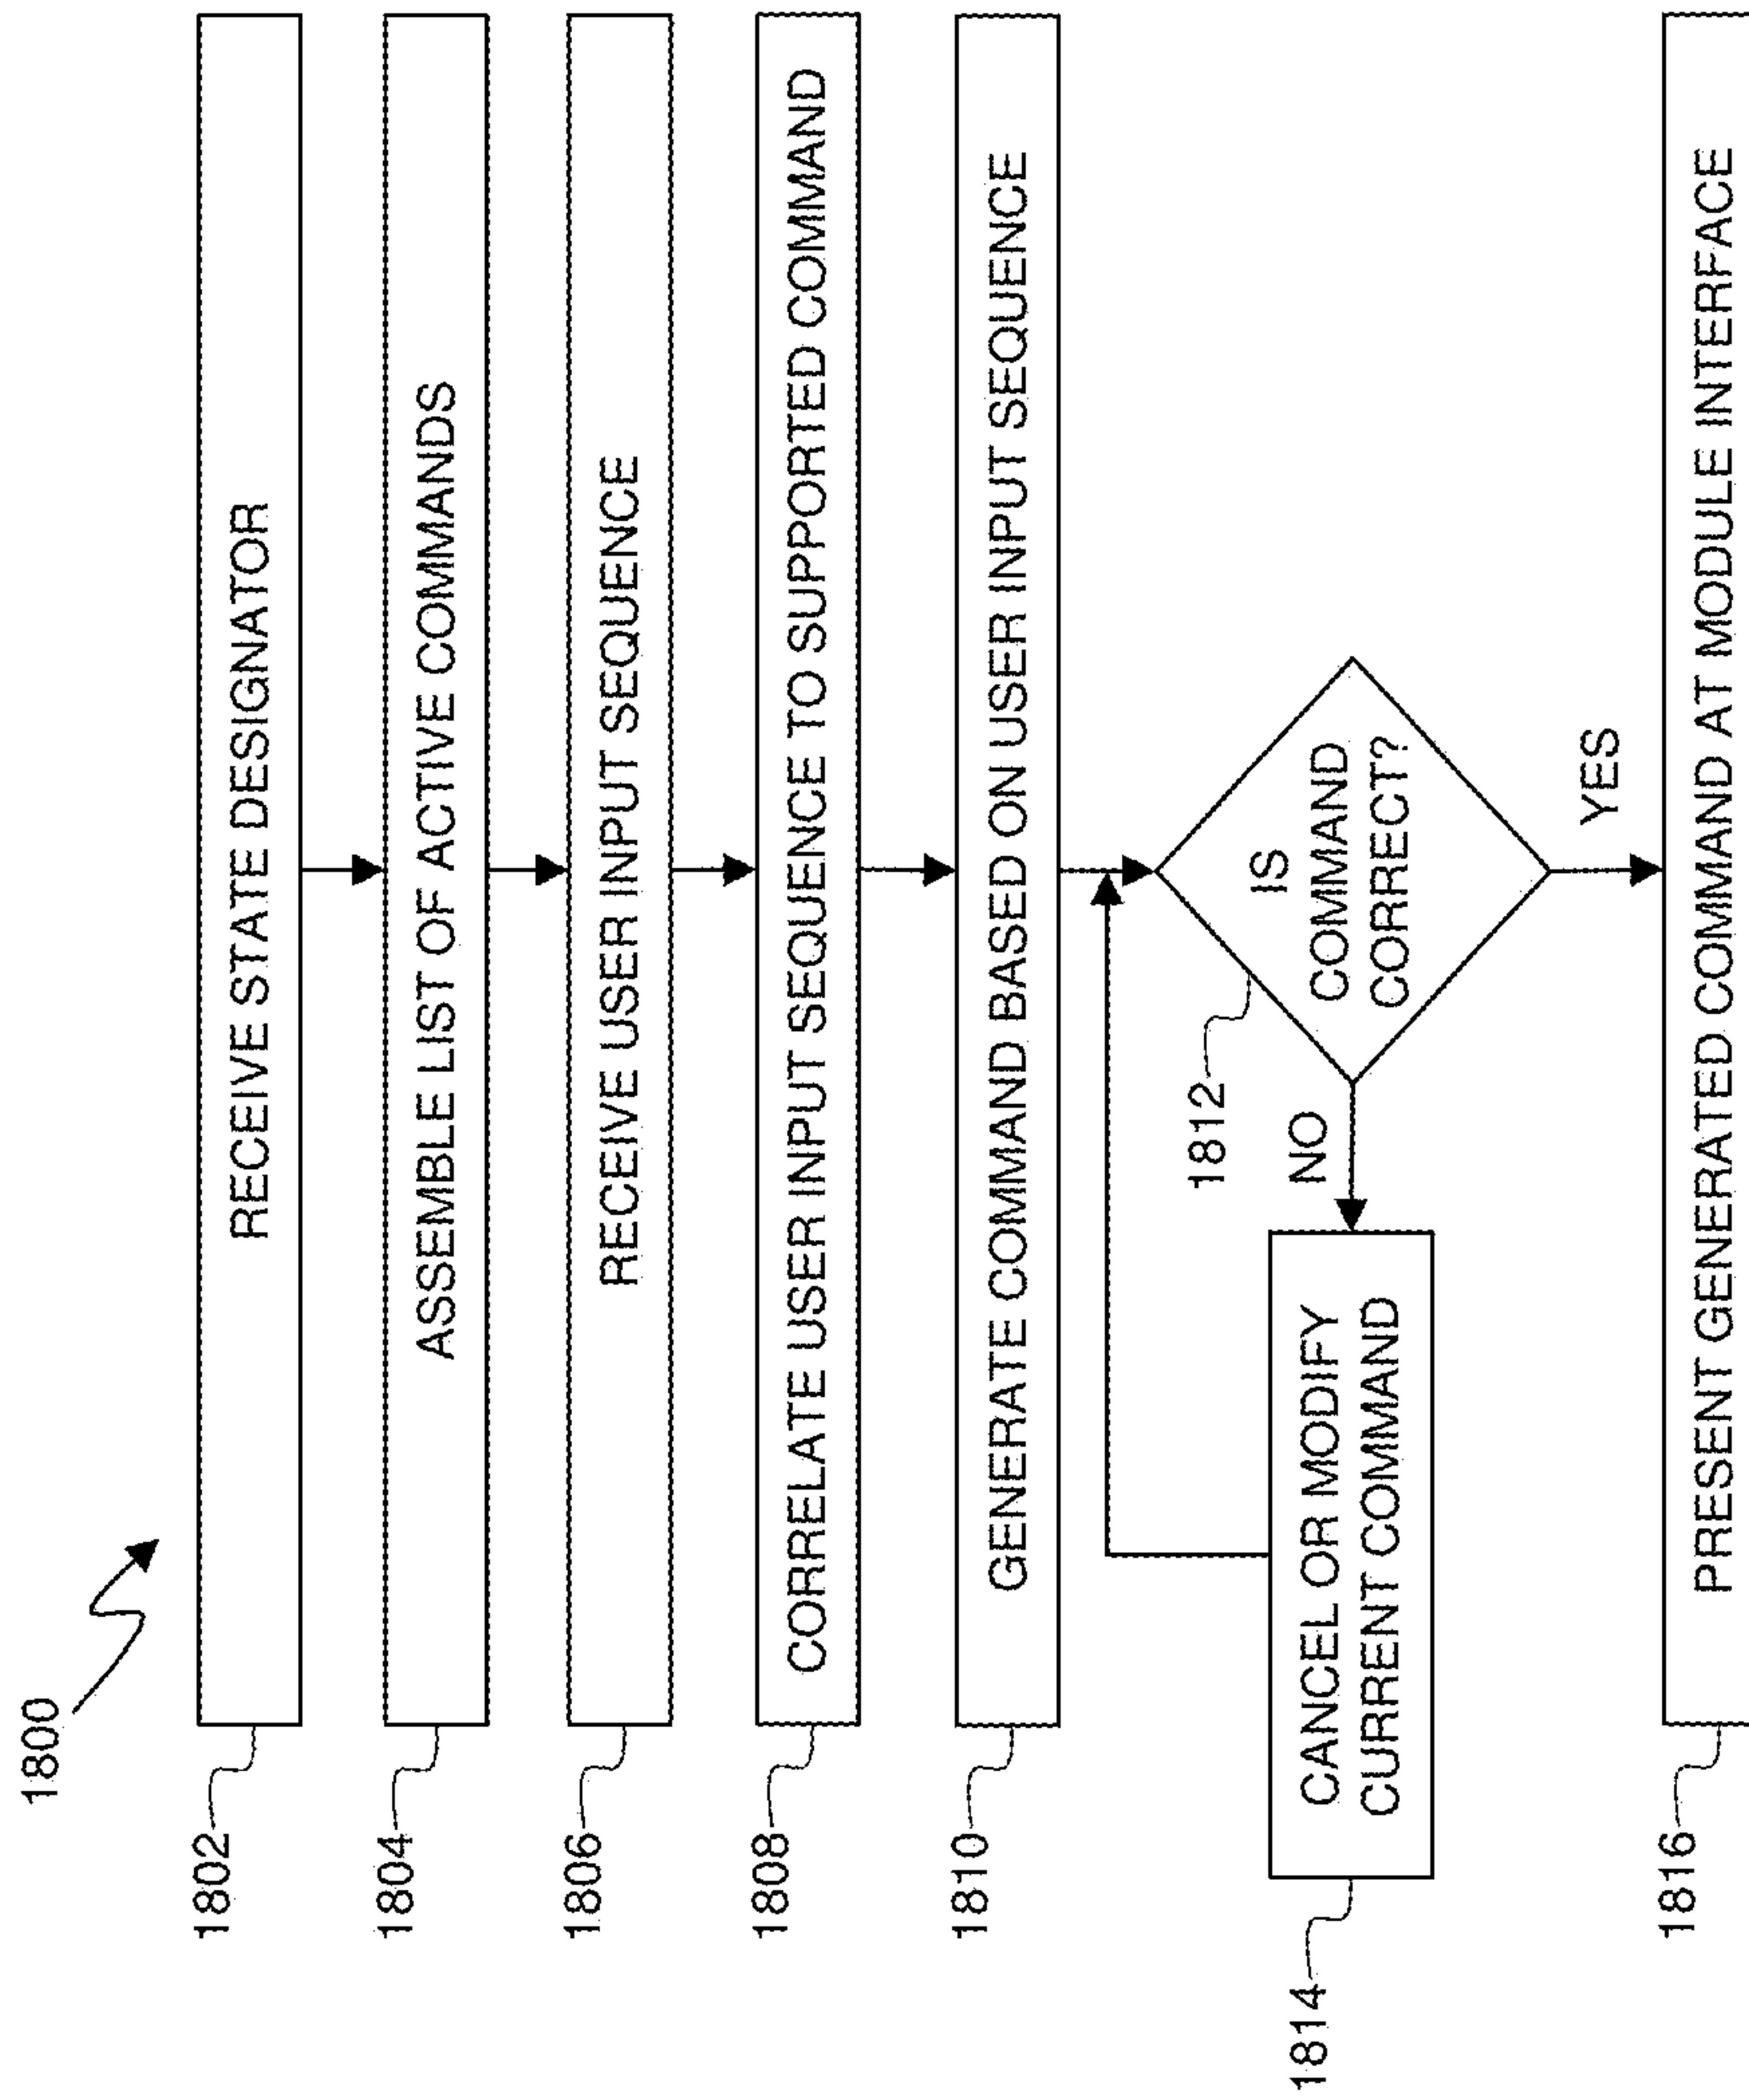 1800
1802
RECEIVE STATE DESIGNATOR
1804
ASSEMBLE LIST OF ACTIVE COMMANDS
1806
RECEIVE USER INPUT SEQUENCE
1808
CORRELATE USER INPUT SEQUENCE TO SUPPORTED COMMAND
1810
GENERATE COMMAND BASED ON USER INPUT SEQUENCE
1812
IS
COMMAND
CORRECT?
NO
YES
1814
CANCEL OR MODIFY
CURRENT COMMAND
1816
PRESENT GENERATED COMMAND AT MODULE INTERFACE